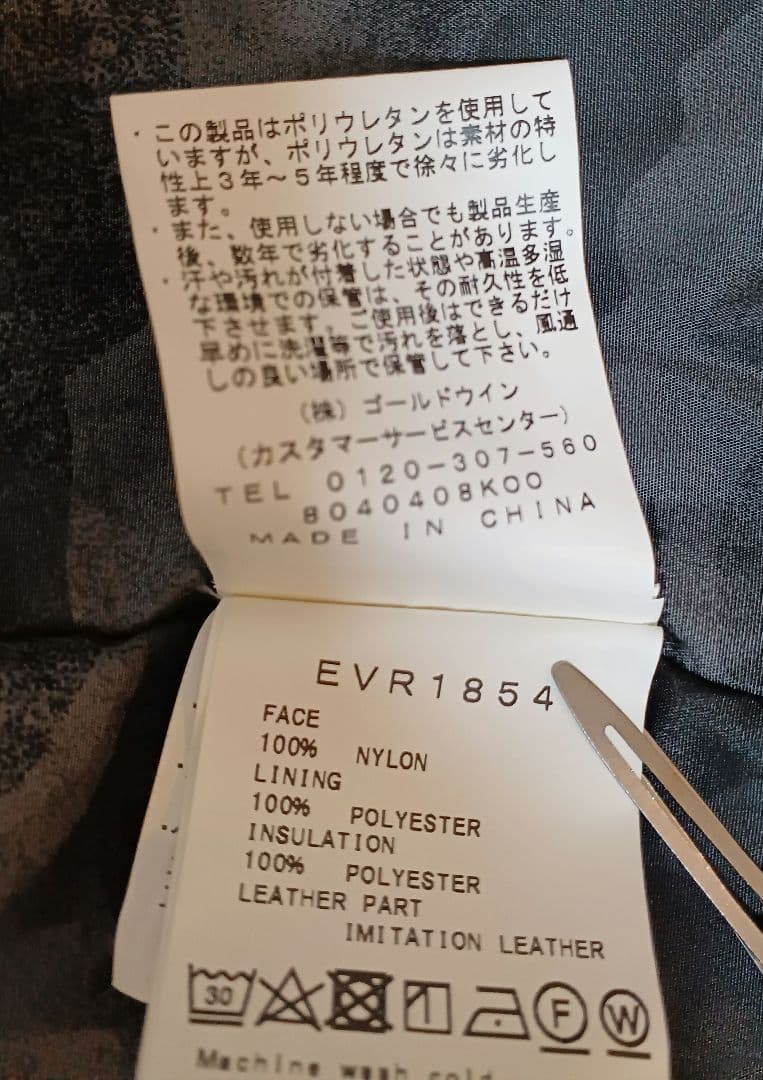 ・この製品はポリウレタンを使用して
いますが、ポリウレタンは素材の特
性上3年～5年程度で徐々に劣化し
ます。
・また、使用しない場合でも製品生産
後、数年で劣化することがあります。
・汗や汚れが付着した状態や高温多湿
な環境での保管は、その耐久性を低
下させます。ご使用後はできるだけ
早めに洗濯等で汚れを落とし、風通
しの良い場所で保管して下さい。
（株）ゴールドウイン
（カスタマーサービスセンター）
TEL 0120-307-560
8040408K00
MADE IN CHINA
EVR1854
FACE
100% NYLON
LINING
100% POLYESTER
INSULATION
100% POLYESTER
LEATHER PART
IMITATION LEATHER
30 F W
Machine wash cold